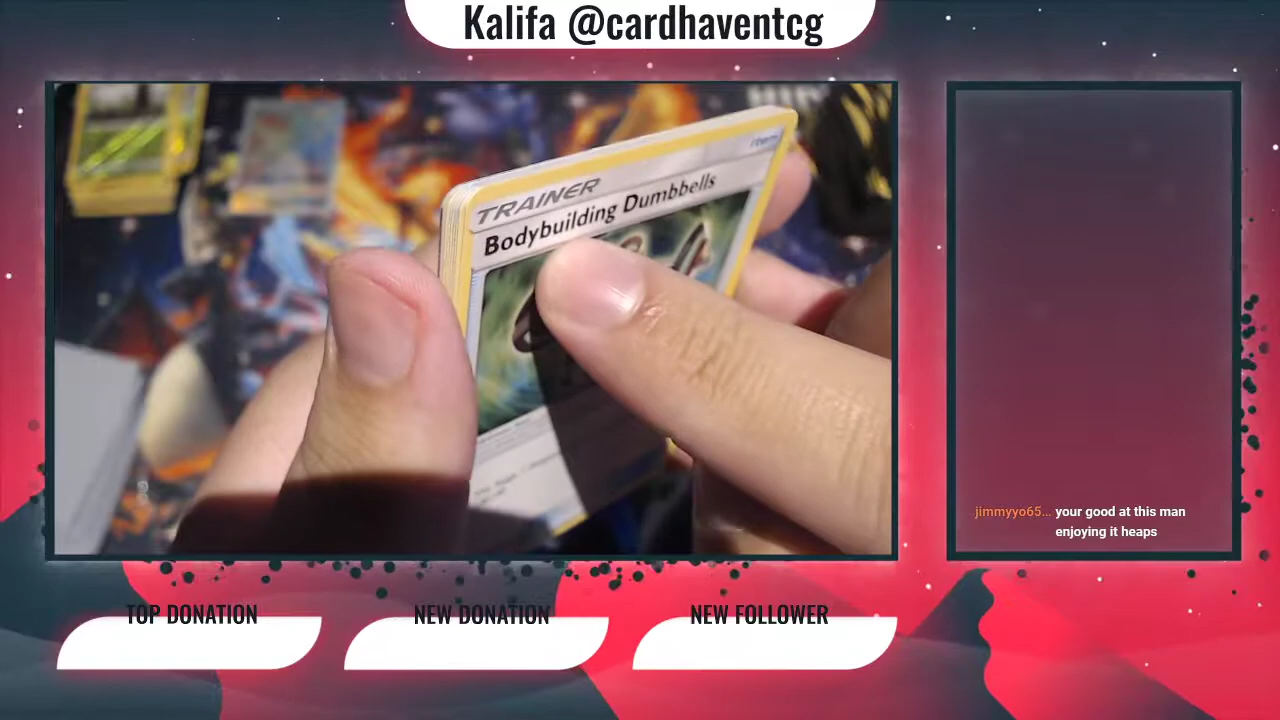 Kalifa @cardhaventcg
Item
TRAINER
Bodybuilding Dumbbells
jimmyyo65... your good at this man
enjoying it heaps
TOP DONATION
NEW DONATION
NEW FOLLOWER